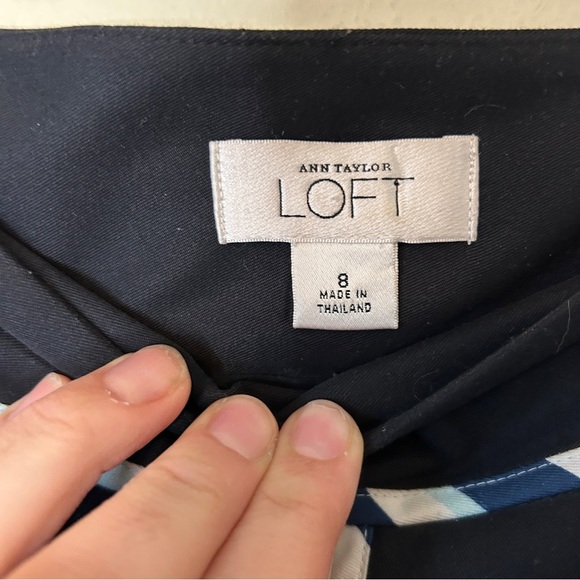 ANN TAYLOR
LOFT
8
MADE IN
THAILAND